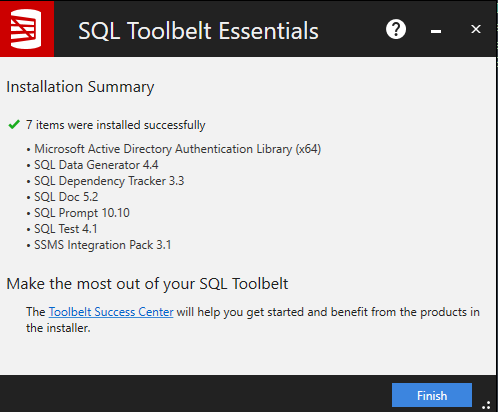 SQL Toolbelt Essentials
Installation Summary
7 items were installed successfully
• Microsoft Active Directory Authentication Library (x64)
• SQL Data Generator 4.4
• SQL Dependency Tracker 3.3
• SQL Doc 5.2
• SQL Prompt 10.10
• SQL Test 4.1
• SSMS Integration Pack 3.1
Make the most out of your SQL Toolbelt
The Toolbelt Success Center will help you get started and benefit from the products in
the installer.
Finish